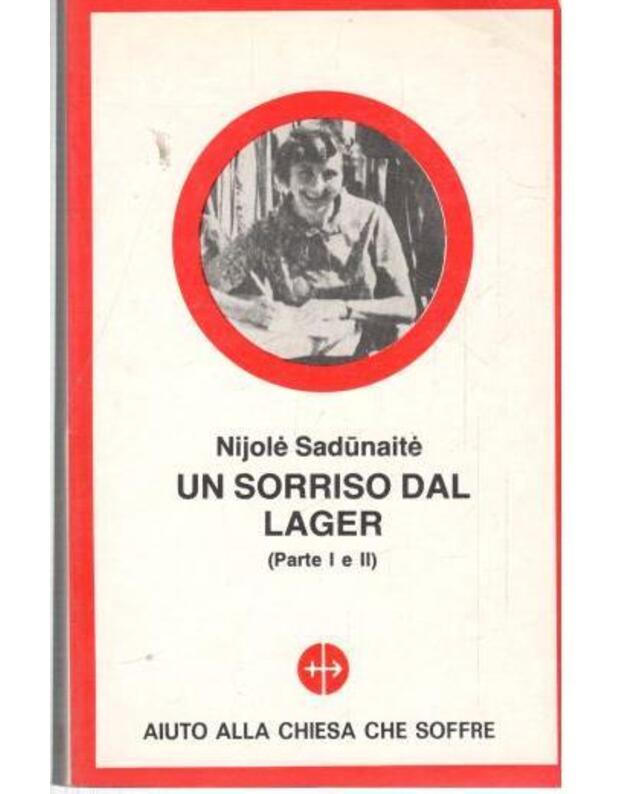 Nijolė Sadūnaitė
UN SORRISO DAL
LAGER
(Parte I e II)
AIUTO ALLA CHIESA CHE SOFFRE